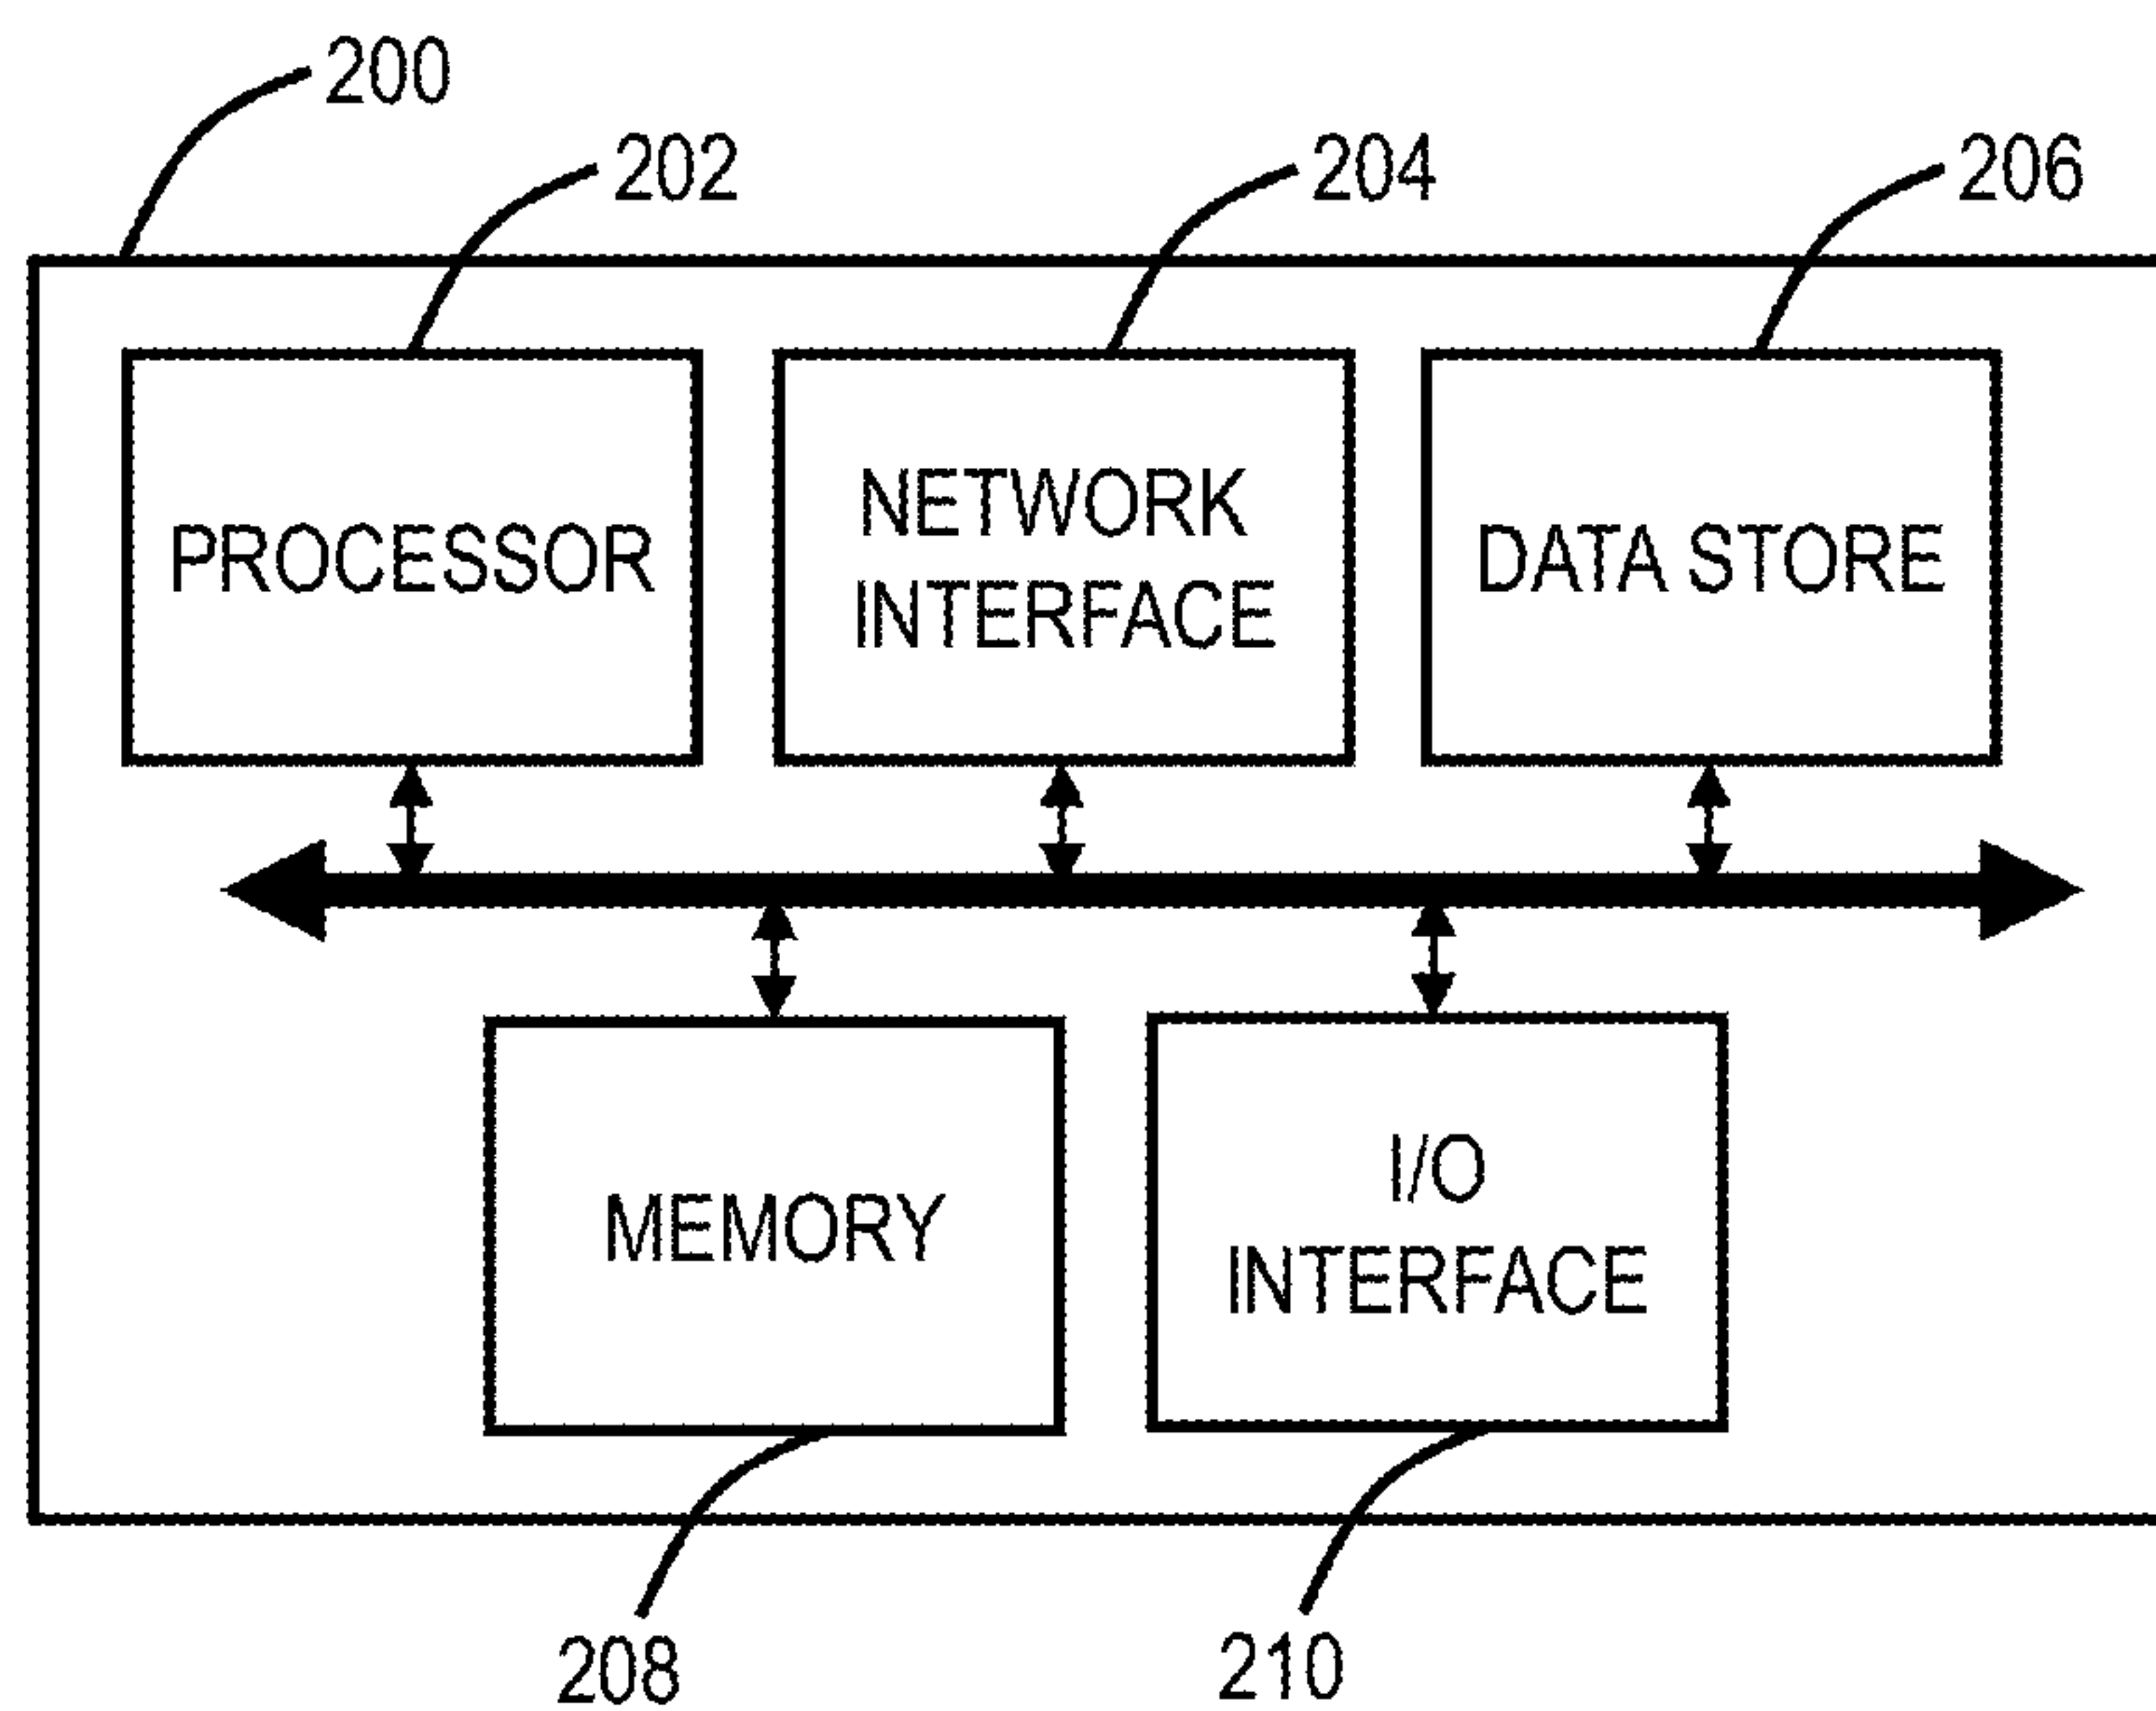 200
202
204
206
PROCESSOR
NETWORK
INTERFACE
DATA STORE
MEMORY
I/O
INTERFACE
208
210